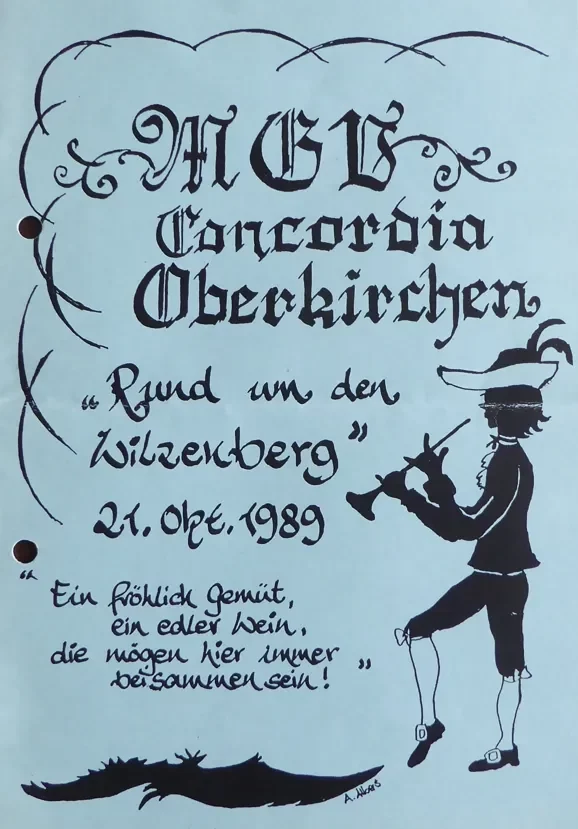 MGV
Concordia
Oberkirchen
„Rund um den
Wilzenberg”
21. Okt. 1989
“Ein fröhlich Gemüt,
ein edler Wein,
die mögen hier immer
beisammen sein!”